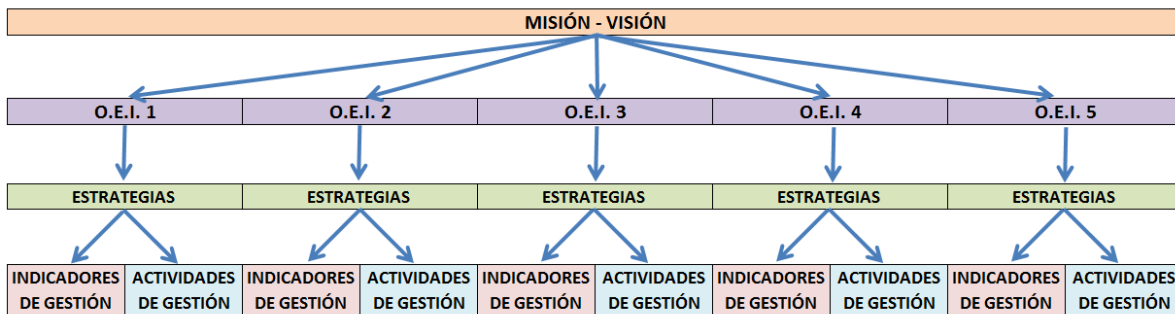 MISIÓN - VISIÓN
O.E.I. 1 O.E.I. 2 O.E.I. 3 O.E.I. 4 O.E.I. 5
ESTRATEGIAS ESTRATEGIAS ESTRATEGIAS ESTRATEGIAS ESTRATEGIAS
INDICADORES ACTIVIDADES INDICADORES ACTIVIDADES INDICADORES ACTIVIDADES INDICADORES ACTIVIDADES INDICADORES ACTIVIDADES
DE GESTIÓN DE GESTIÓN DE GESTIÓN DE GESTIÓN DE GESTIÓN DE GESTIÓN DE GESTIÓN DE GESTIÓN DE GESTIÓN DE GESTIÓN